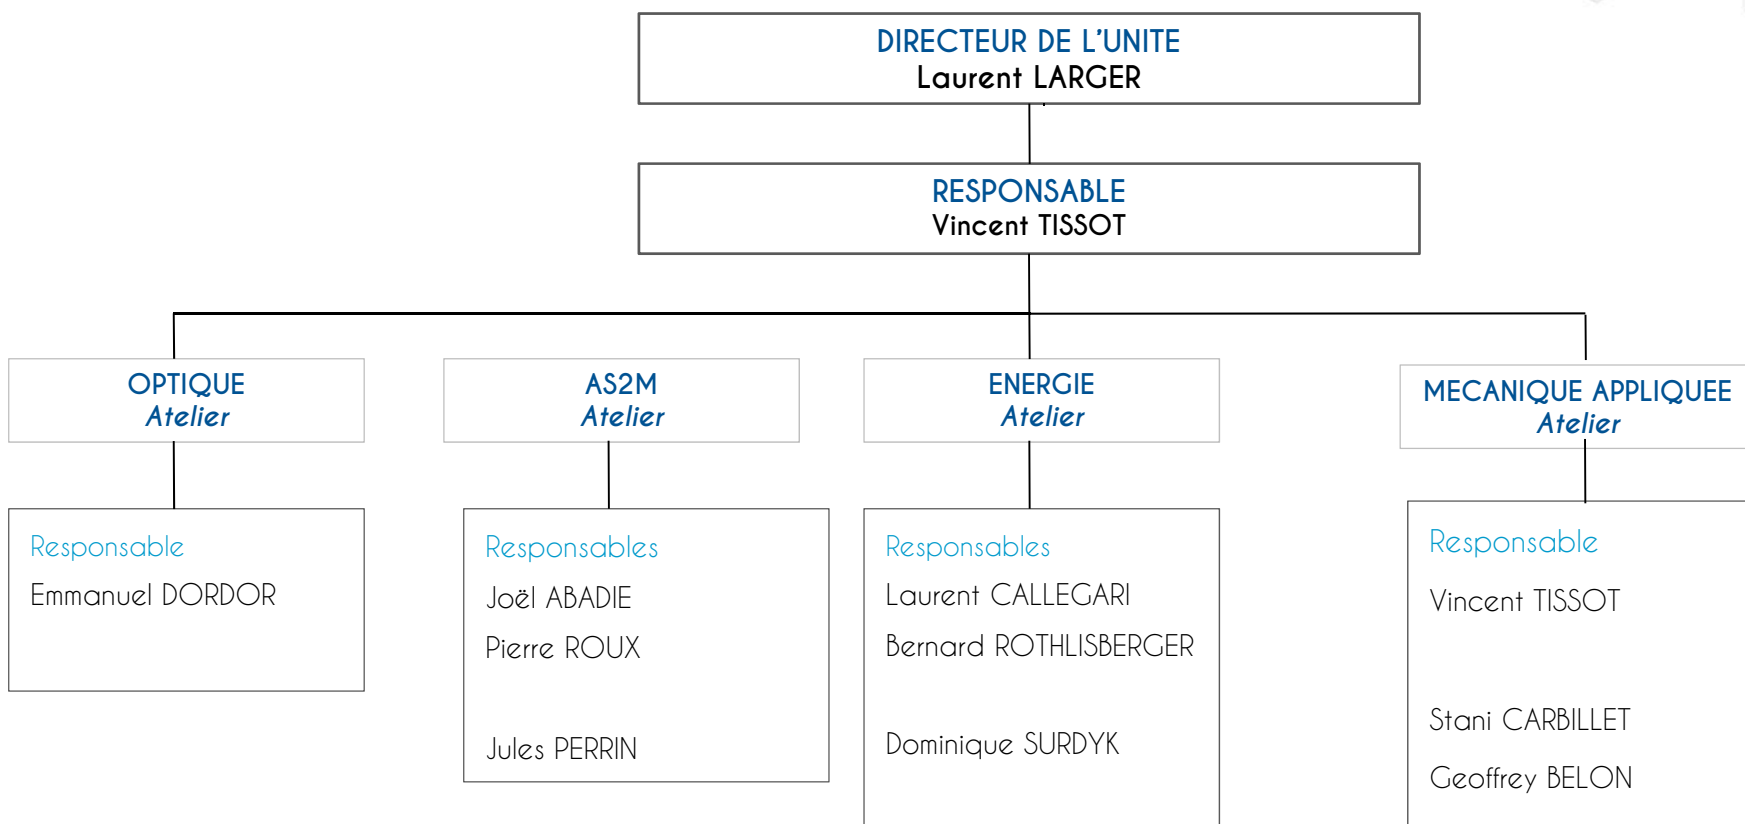 DIRECTEUR DE L'UNITE
Laurent LARGER
RESPONSABLE
Vincent TISSOT
OPTIQUE
Atelier
Responsable
Emmanuel DORDOR
AS2M
Atelier
Responsables
Joël ABADIE
Pierre ROUX
Jules PERRIN
ENERGIE
Atelier
Responsables
Laurent CALLEGARI
Bernard ROTHLISBERGER
Dominique SURDYK
MECANIQUE APPLIQUEE
Atelier
Responsable
Vincent TISSOT
Stani CARBILLET
Geoffrey BELON